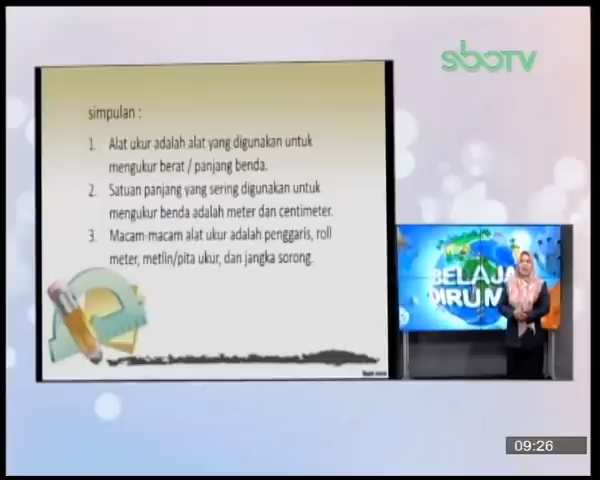 sboTV
simpulan :
1. Alat ukur adalah alat yang digunakan untuk
mengukur berat / panjang benda.
2. Satuan panjang yang sering digunakan untuk
mengukur benda adalah meter dan centimeter.
3. Macam-macam alat ukur adalah penggaris, roll
meter, metlin/pita ukur, dan jangka sorong.
BELAJA
DIRUM
09:26